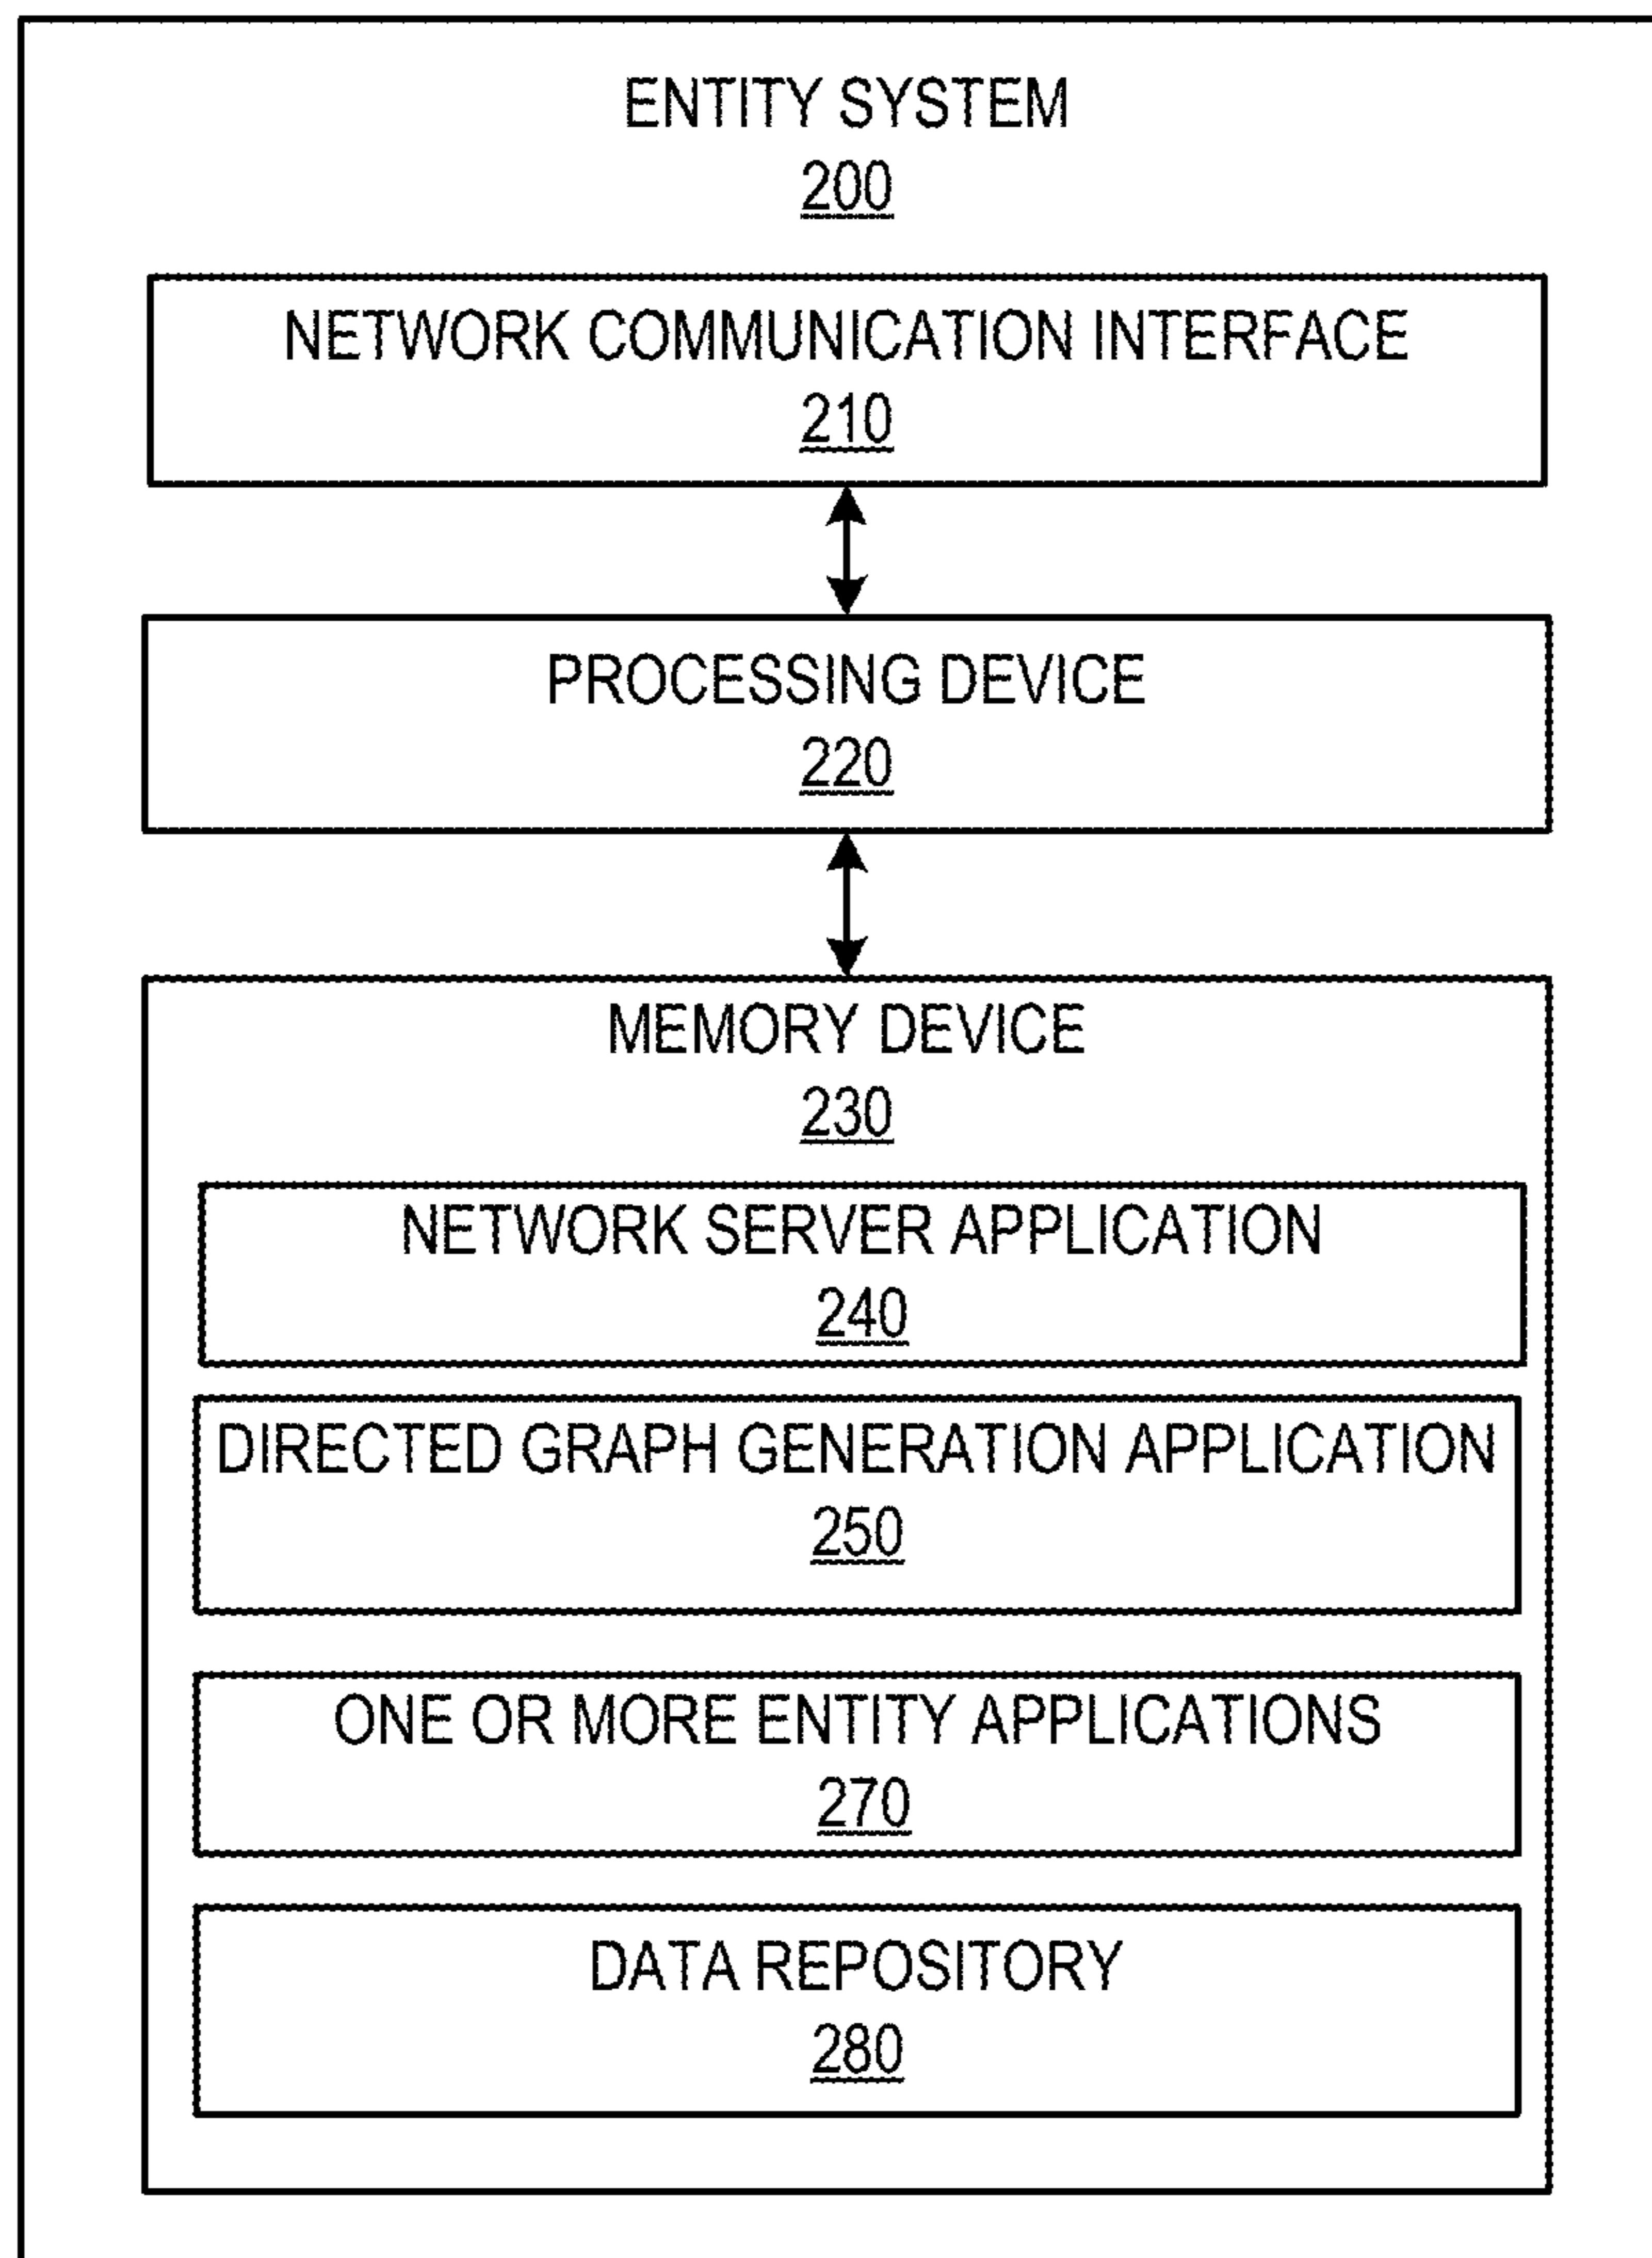 ENTITY SYSTEM
200
NETWORK COMMUNICATION INTERFACE
210
PROCESSING DEVICE
220
MEMORY DEVICE
230
NETWORK SERVER APPLICATION
240
DIRECTED GRAPH GENERATION APPLICATION
250
ONE OR MORE ENTITY APPLICATIONS
270
DATA REPOSITORY
280